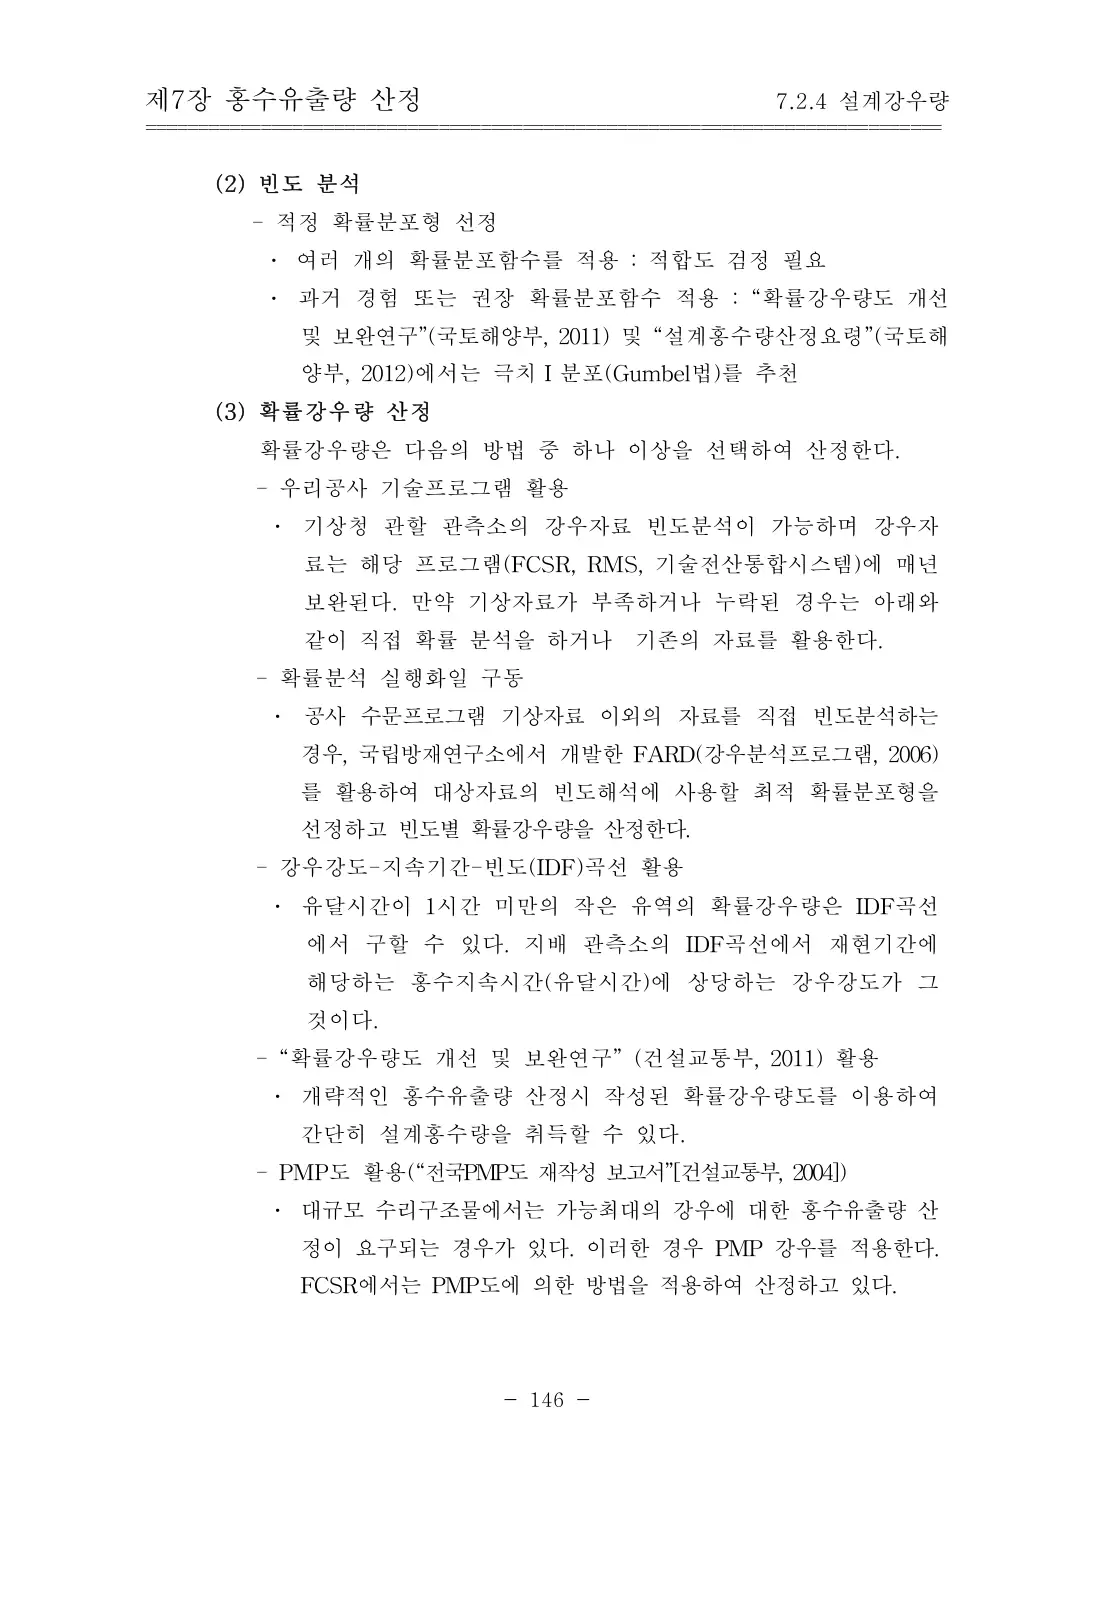 제7장 홍수유출량 산정
7.2.4 설계강우량
(2) 빈도 분석
- 적정 확률분포형 선정
· 여러 개의 확률분포함수를 적용 : 적합도 검정 필요
· 과거 경험 또는 권장 확률분포함수 적용 : “확률강우량도 개선
및 보완연구”(국토해양부, 2011) 및 “설계홍수량산정요령”(국토해
양부, 2012)에서는 극치Ⅰ분포(Gumbel법)를 추천
(3) 확률강우량 산정
확률강우량은 다음의 방법 중 하나 이상을 선택하여 산정한다.
- 우리공사 기술프로그램 활용
· 기상청 관할 관측소의 강우자료 빈도분석이 가능하며 강우자
료는 해당 프로그램(FCSR, RMS, 기술전산통합시스템)에 매년
보완된다. 만약 기상자료가 부족하거나 누락된 경우는 아래와
같이 직접 확률 분석을 하거나 기존의 자료를 활용한다.
- 확률분석 실행화일 구동
· 공사 수문프로그램 기상자료 이외의 자료를 직접 빈도분석하는
경우, 국립방재연구소에서 개발한 FARD(강우분석프로그램, 2006)
를 활용하여 대상자료의 빈도해석에 사용할 최적 확률분포형을
선정하고 빈도별 확률강우량을 산정한다.
- 강우강도-지속기간-빈도(IDF)곡선 활용
· 유달시간이 1시간 미만의 작은 유역의 확률강우량은 IDF곡선
에서 구할 수 있다. 지배 관측소의 IDF곡선에서 재현기간에
해당하는 홍수지속시간(유달시간)에 상당하는 강우강도가 그
것이다.
- “확률강우량도 개선 및 보완연구” (건설교통부, 2011) 활용
· 개략적인 홍수유출량 산정시 작성된 확률강우량도를 이용하여
간단히 설계홍수량을 취득할 수 있다.
- PMP도 활용(“전국PMP도 재작성 보고서”[건설교통부, 2004])
· 대규모 수리구조물에서는 가능최대의 강우에 대한 홍수유출량 산
정이 요구되는 경우가 있다. 이러한 경우 PMP 강우를 적용한다.
FCSR에서는 PMP도에 의한 방법을 적용하여 산정하고 있다.
- 146 -